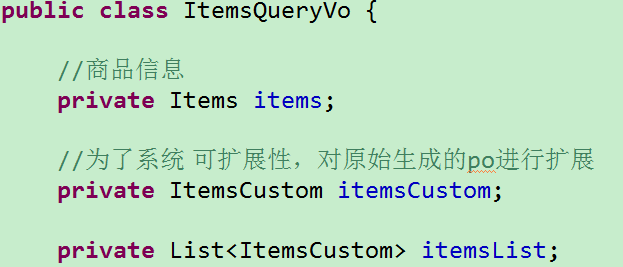 public class ItemsQueryVo {
//商品信息
private Items items;
//为了系统 可扩展性，对原始生成的po进行扩展
private ItemsCustom itemsCustom;
private List<ItemsCustom> itemsList;